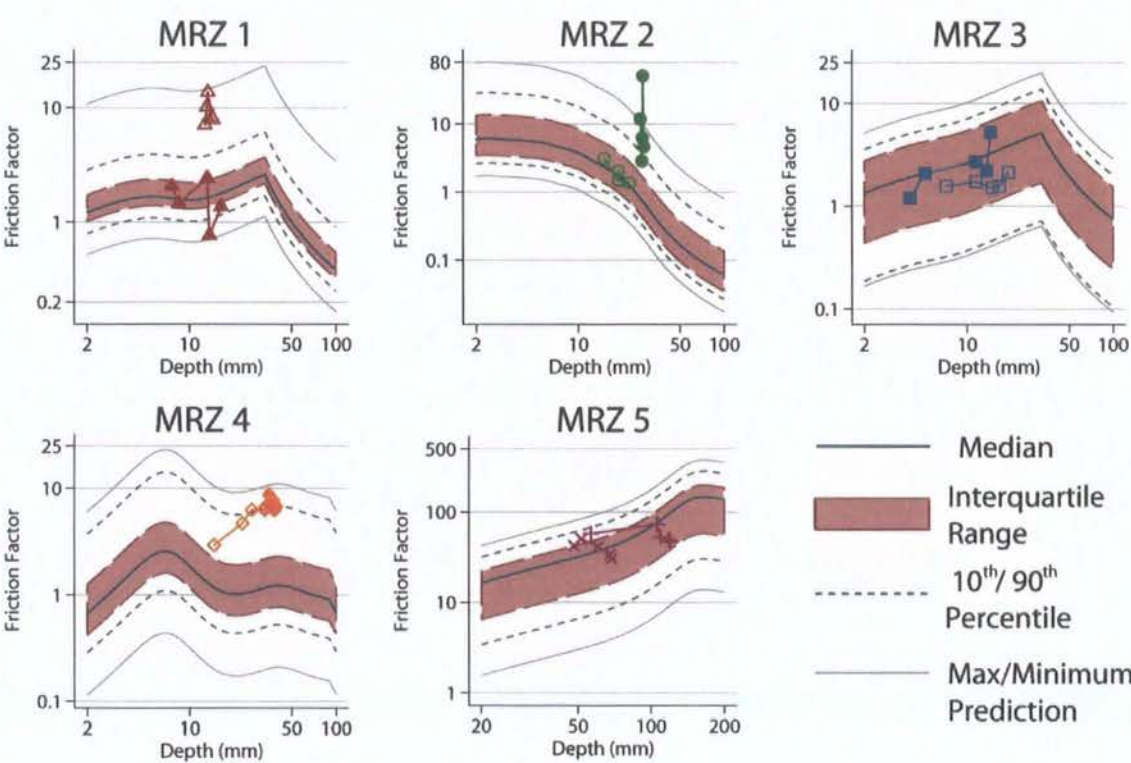 MRZ 1
25
10
1
0.2
Friction Factor
2
10
50
100
Depth (mm)
MRZ 2
80
10
1
0.1
Friction Factor
2
10
50
100
Depth (mm)
MRZ 3
25
10
1
0.1
Friction Factor
2
10
50
100
Depth (mm)
MRZ 4
25
10
1
0.1
Friction Factor
2
10
50
100
Depth (mm)
MRZ 5
500
100
10
1
Friction Factor
20
50
100
200
Depth (mm)
Median
Interquartile
Range
10th/ 90th
Percentile
Max/Minimum
Prediction